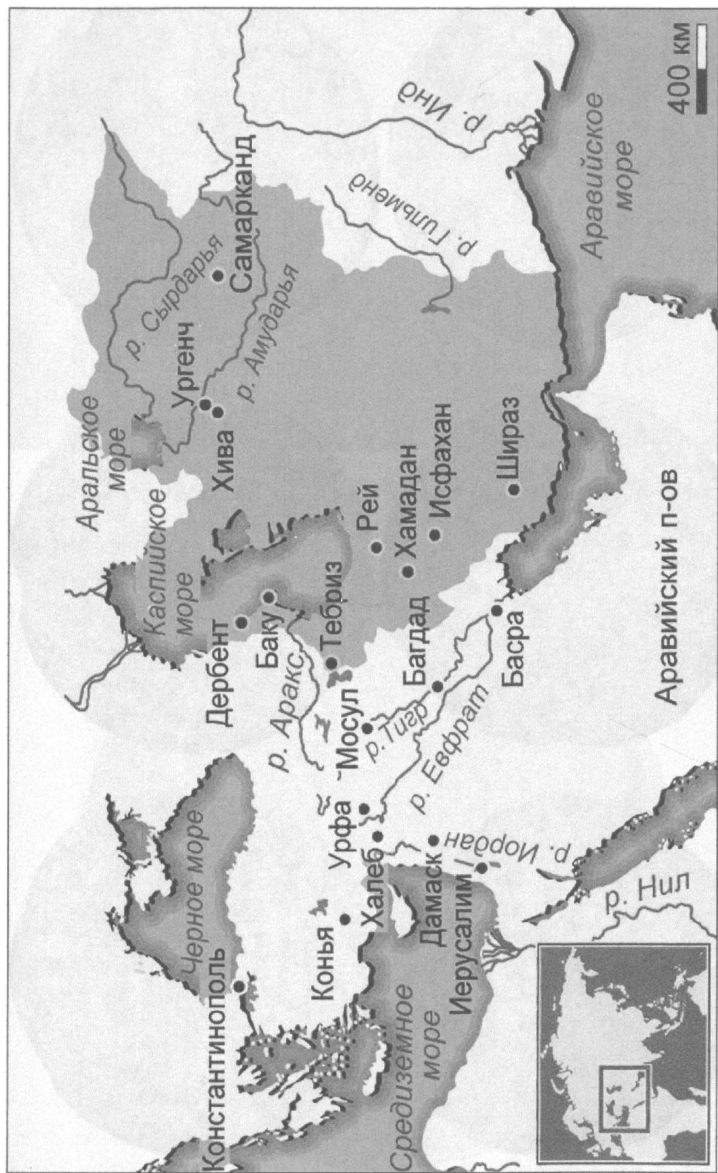 Константинополь
Черное море
Каспийское
море
Аральское
море
Дербент
Баку
р. Аракс
Тебриз
Ургенч
Хива
р. Сырдарья
р. Амударья
Самарканд
Конья
Урфа
Халеб
Мосул
р. Тигр
р. Евфрат
Багдад
Рей
Хамадан
Исфахан
Шираз
Басра
р. Гильменд
р. Инд
Средиземное
море
Дамаск
Иерусалим
р. Иордан
р. Нил
Аравийский п-ов
Аравийское
море
400 км